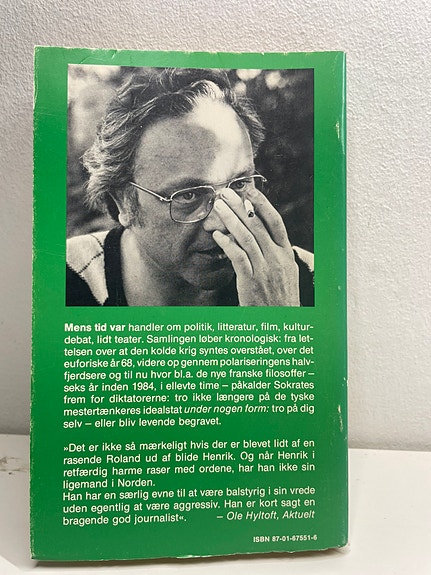 Mens tid var handler om politik, litteratur, film, kultur-
debat, lidt teater. Samlingen løber kronologisk: fra let-
telsen over at den kolde krig syntes overstået, over det
euforiske år 68, videre op gennem polariseringens halv-
fjerdsere og til nu hvor bl.a. de nye franske filosoffer –
seks år inden 1984, i ellevte time – påkalder Sokrates
frem for diktatorerne: tro ikke længere på de tyske
mestertænkeres idealstat under nogen form: tro på dig
selv – eller bliv levende begravet.
»Det er ikke så mærkeligt hvis der er blevet lidt af en
rasende Roland ud af blide Henrik. Og når Henrik i
retfærdig harme raser med ordene, har han ikke sin
ligemand i Norden.
Han har en særlig evne til at være balstyrig i sin vrede
uden egentlig at være aggressiv. Han er kort sagt en
bragende god journalist«. – Ole Hyltoft, Aktuelt
ISBN 87-01-67551-6